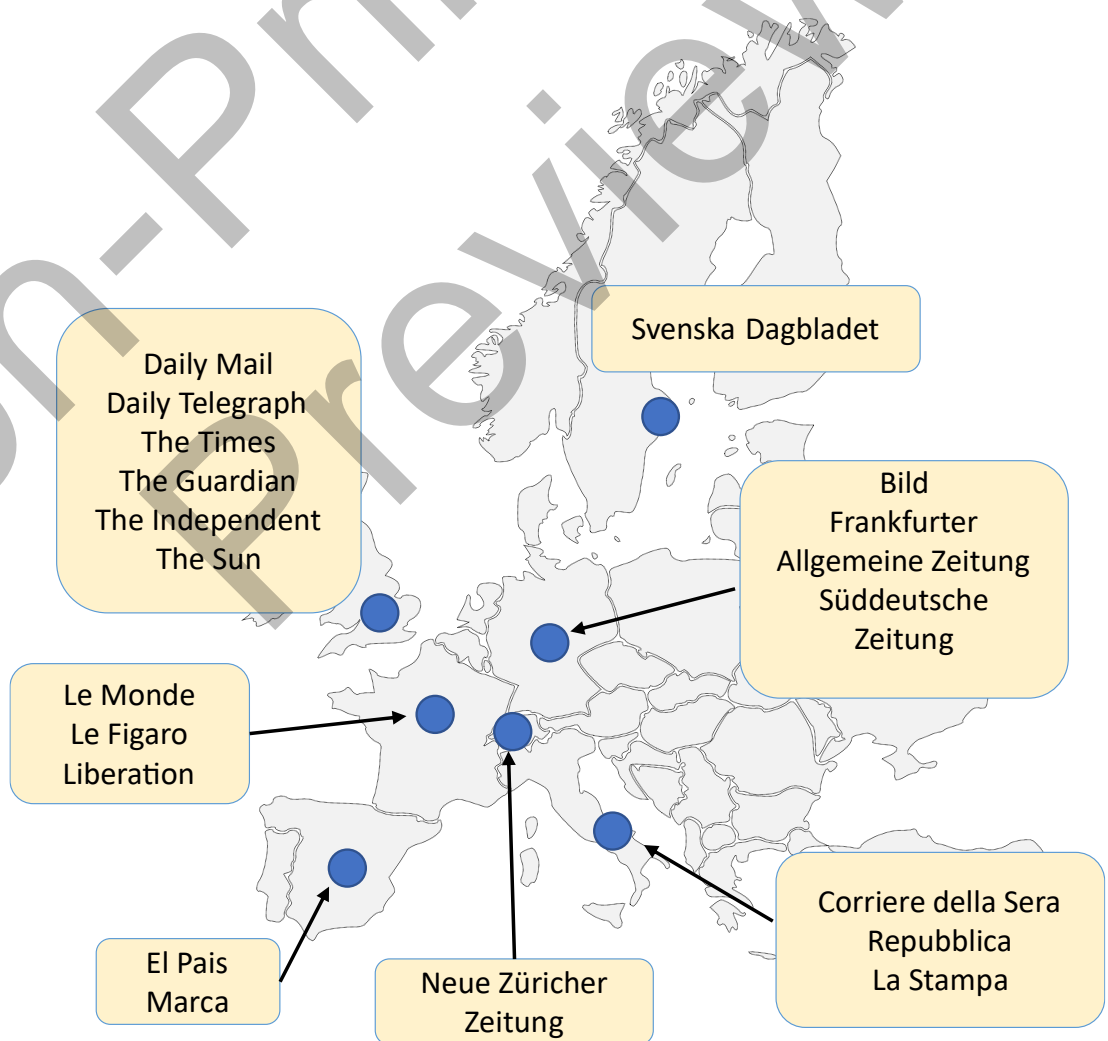 Svenska Dagbladet
Daily Mail
Daily Telegraph
The Times
The Guardian
The Independent
The Sun
Bild
Frankfurter
Allgemeine Zeitung
Süddeutsche
Zeitung
Le Monde
Le Figaro
Liberation
El Pais
Marca
Neue Züricher
Zeitung
Corriere della Sera
Repubblica
La Stampa